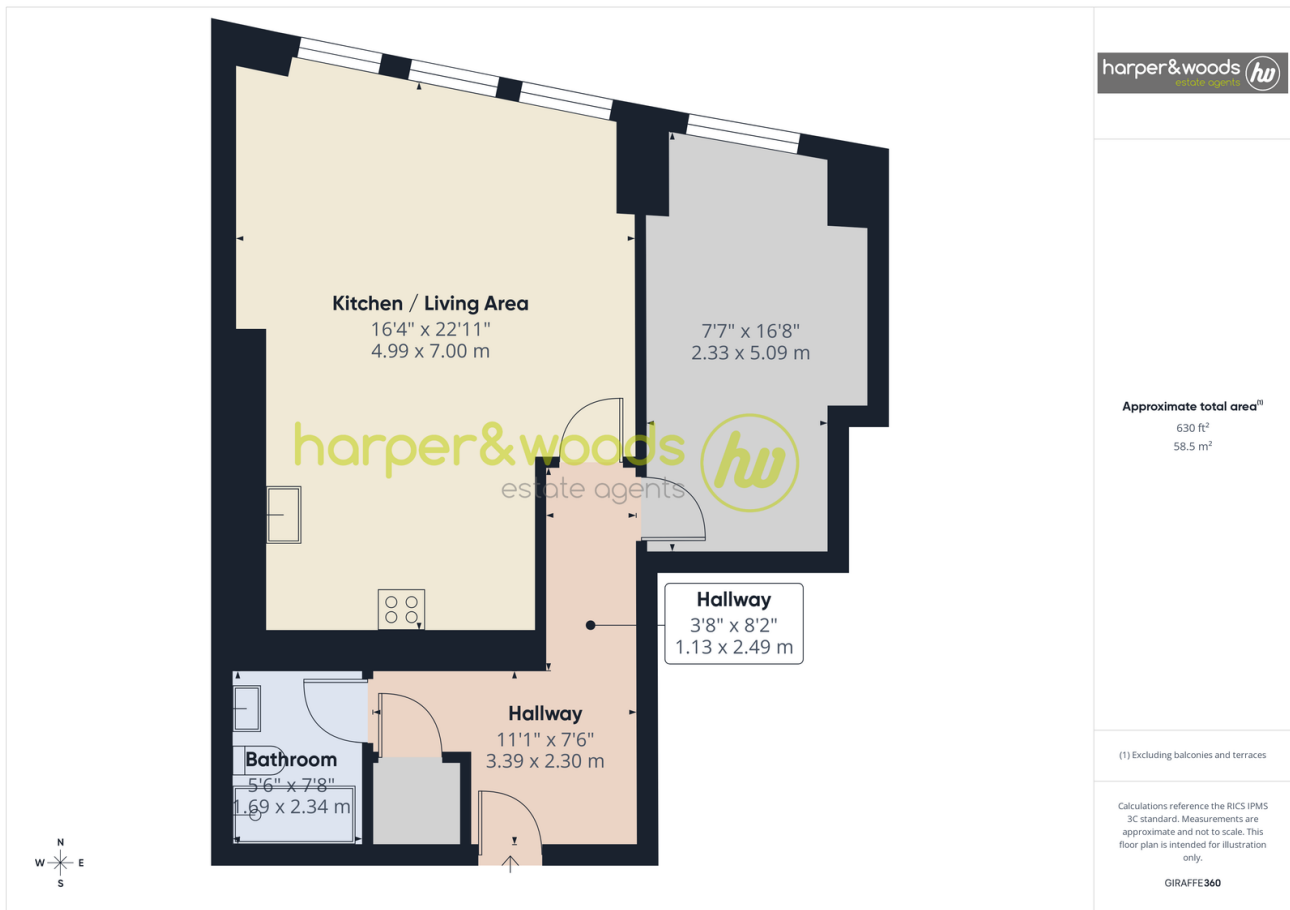 Kitchen / Living Area
16'4" x 22'11"
4.99 x 7.00 m
7'7" x 16'8"
2.33 x 5.09 m
harper&woods
estate agents
hw
Hallway
3'8" x 8'2"
1.13 x 2.49 m
Hallway
11'1" x 7'6"
3.39 x 2.30 m
Bathroom
5'6" x 7'8"
1.69 x 2.34 m
N
W E
S
harper&woods
estate agents
hw
Approximate total area(1)
630 ft²
58.5 m²
(1) Excluding balconies and terraces
Calculations reference the RICS IPMS
3C standard. Measurements are
approximate and not to scale. This
floor plan is intended for illustration
only.
GIRAFFE360